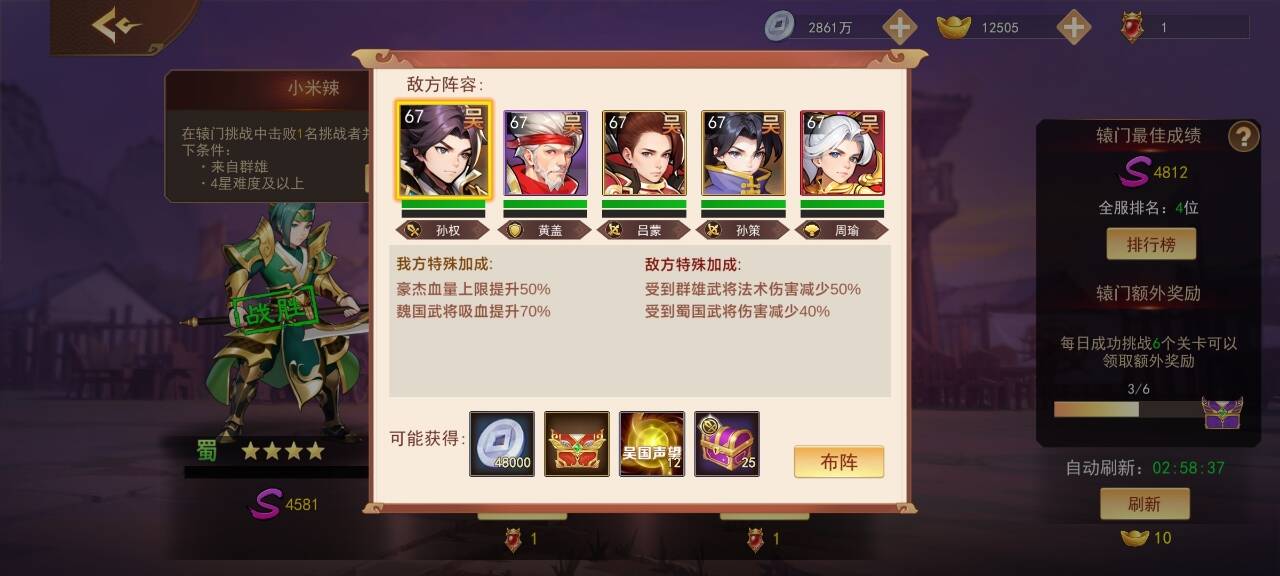 2861万
12505
1
小米辣
在辕门挑战中击败1名挑战者并
下条件：
·来自群雄
·4星难度及以上
战胜
蜀
S 4581
敌方阵容：
67 吴
67 吴
67 吴
67 吴
67 吴
孙权
黄盖
吕蒙
孙策
周瑜
我方特殊加成:
豪杰血量上限提升50%
魏国武将吸血提升70%
敌方特殊加成:
受到群雄武将法术伤害减少50%
受到蜀国武将伤害减少40%
可能获得:
48000
吴国声望
12
25
布阵
1
1
辕门最佳成绩
?
S 4812
全服排名：4位
排行榜
辕门额外奖励
每日成功挑战6个关卡可以
领取额外奖励
3/6
自动刷新：02:58:37
刷新
10